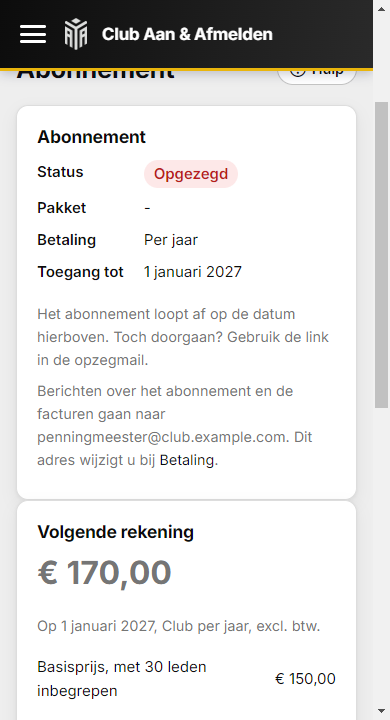 Club Aan & Afmelden
Abonnement
Hulp
Abonnement
Status Opgezegd
Pakket -
Betaling Per jaar
Toegang tot 1 januari 2027
Het abonnement loopt af op de datum
hierboven. Toch doorgaan? Gebruik de link
in de opzegmail.
Berichten over het abonnement en de
facturen gaan naar
penningmeester@club.example.com. Dit
adres wijzigt u bij Betaling.
Volgende rekening
€ 170,00
Op 1 januari 2027, Club per jaar, excl. btw.
Basisprijs, met 30 leden
inbegrepen
€ 150,00